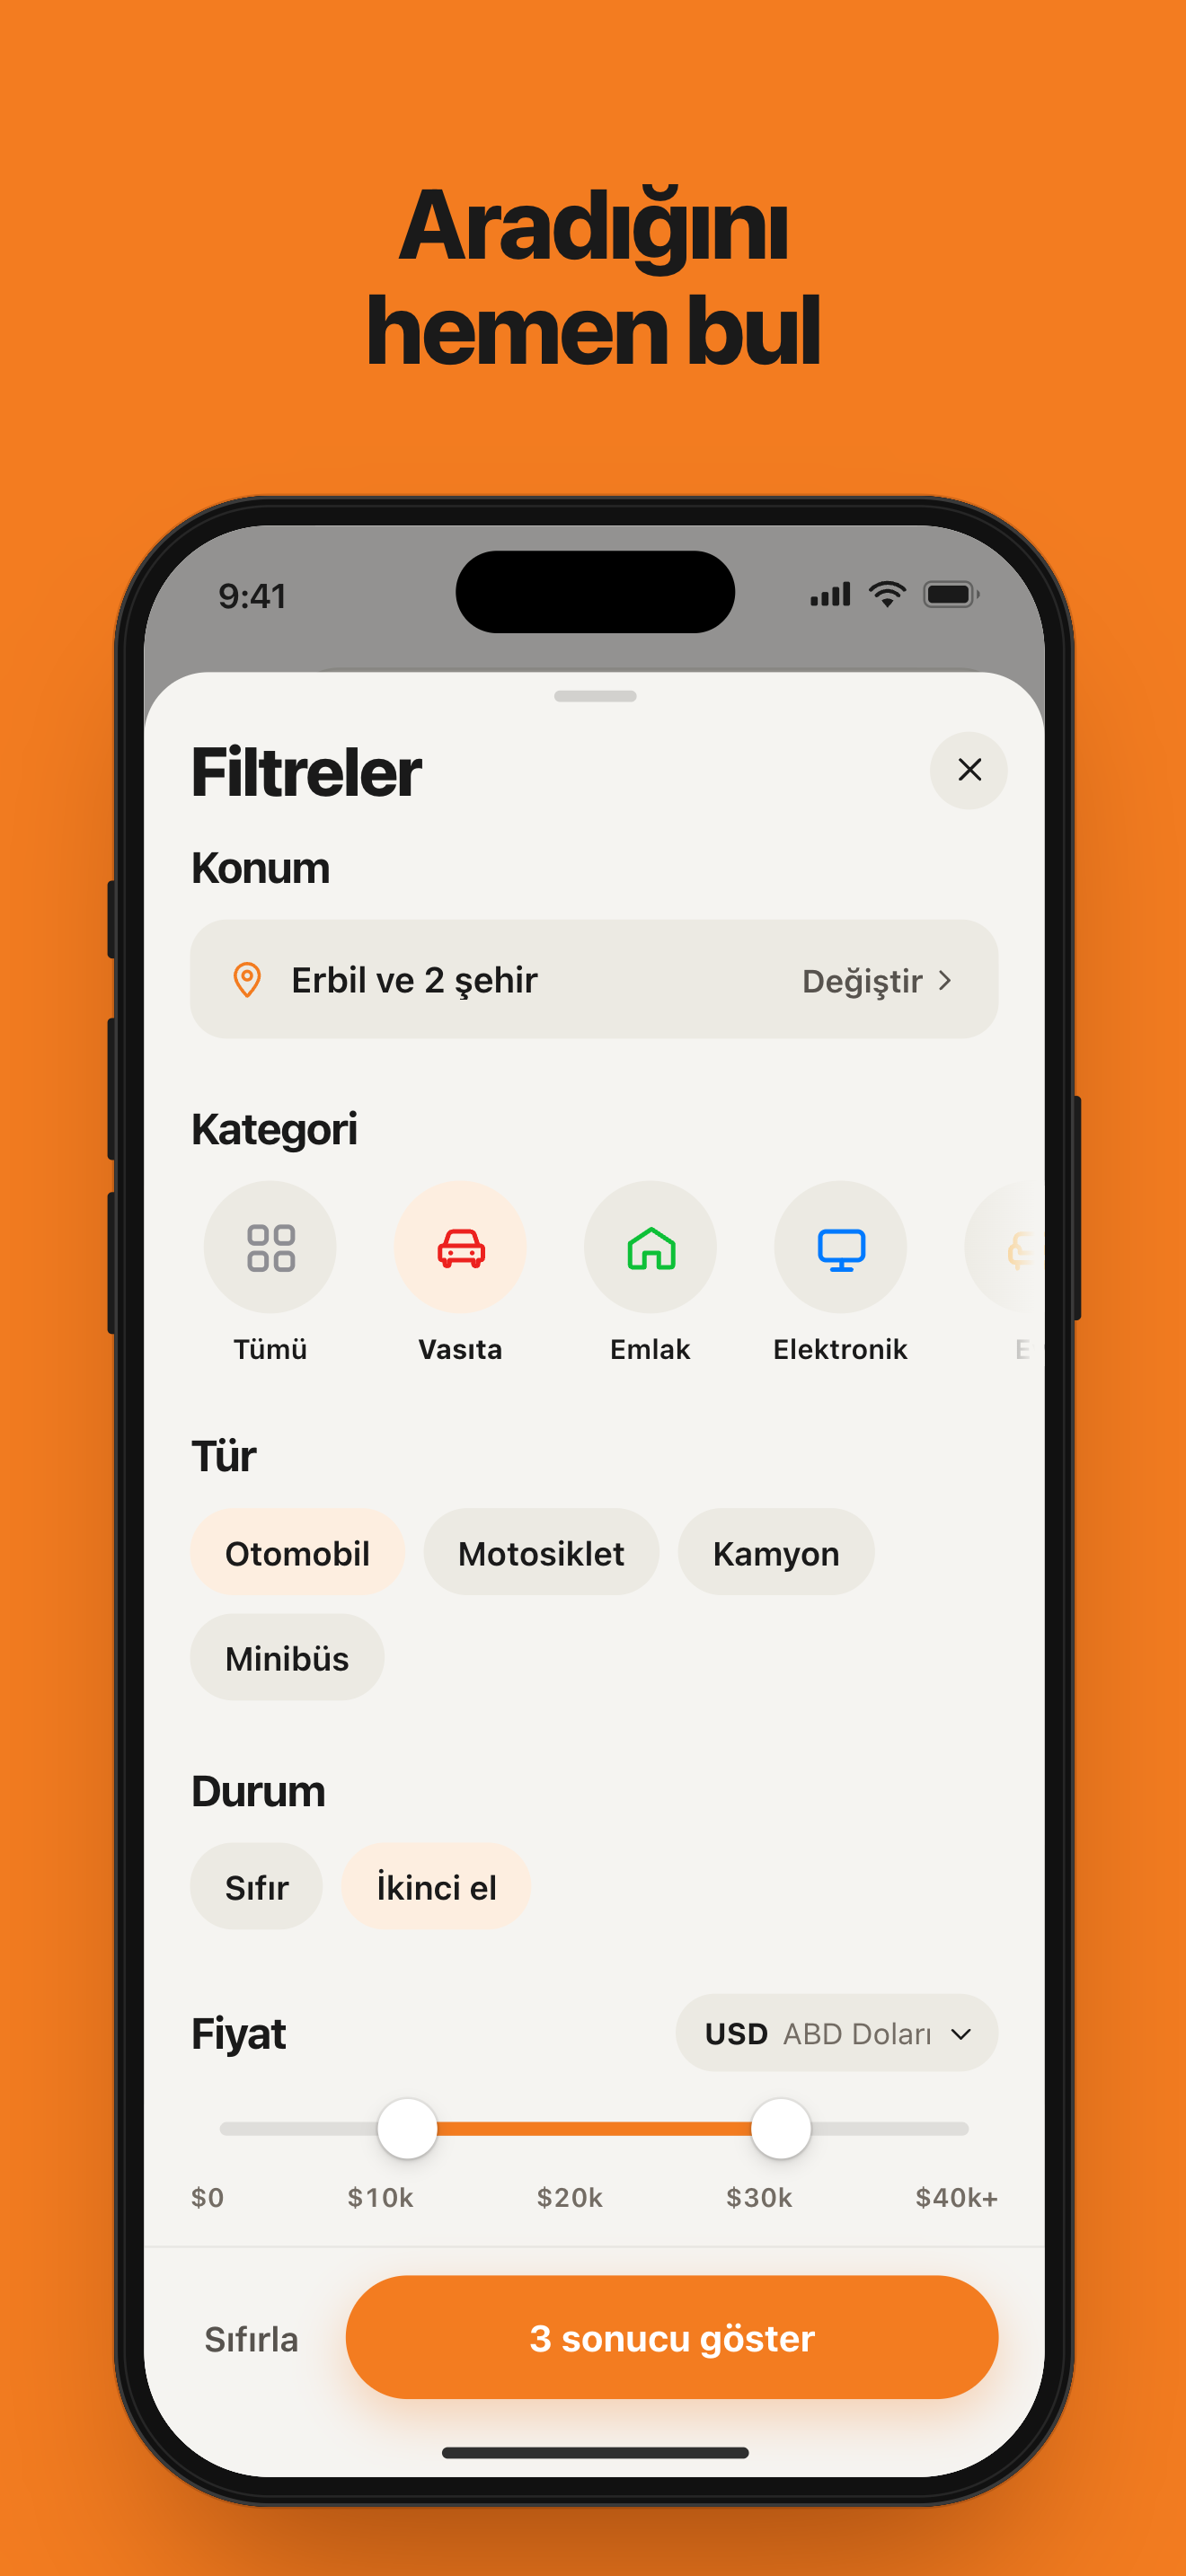 Aradığını
hemen bul
9:41
Filtreler
Konum
Erbil ve 2 şehir
Değiştir
Kategori
Tümü
Vasıta
Emlak
Elektronik
Tür
Otomobil
Motosiklet
Kamyon
Minibüs
Durum
Sıfır
İkinci el
Fiyat
USD ABD Doları
$0 $10k $20k $30k $40k+
Sıfırla
3 sonucu göster